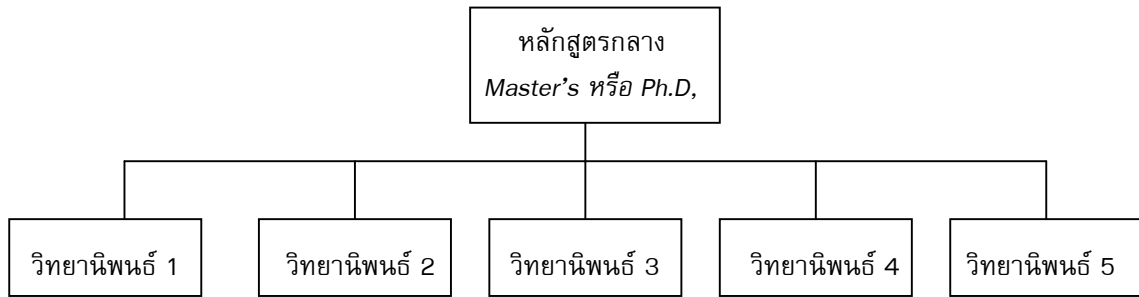 หลักสูตรกลาง
Master's หรือ Ph.D,
วิทยานิพนธ์ 1
วิทยานิพนธ์ 2
วิทยานิพนธ์ 3
วิทยานิพนธ์ 4
วิทยานิพนธ์ 5